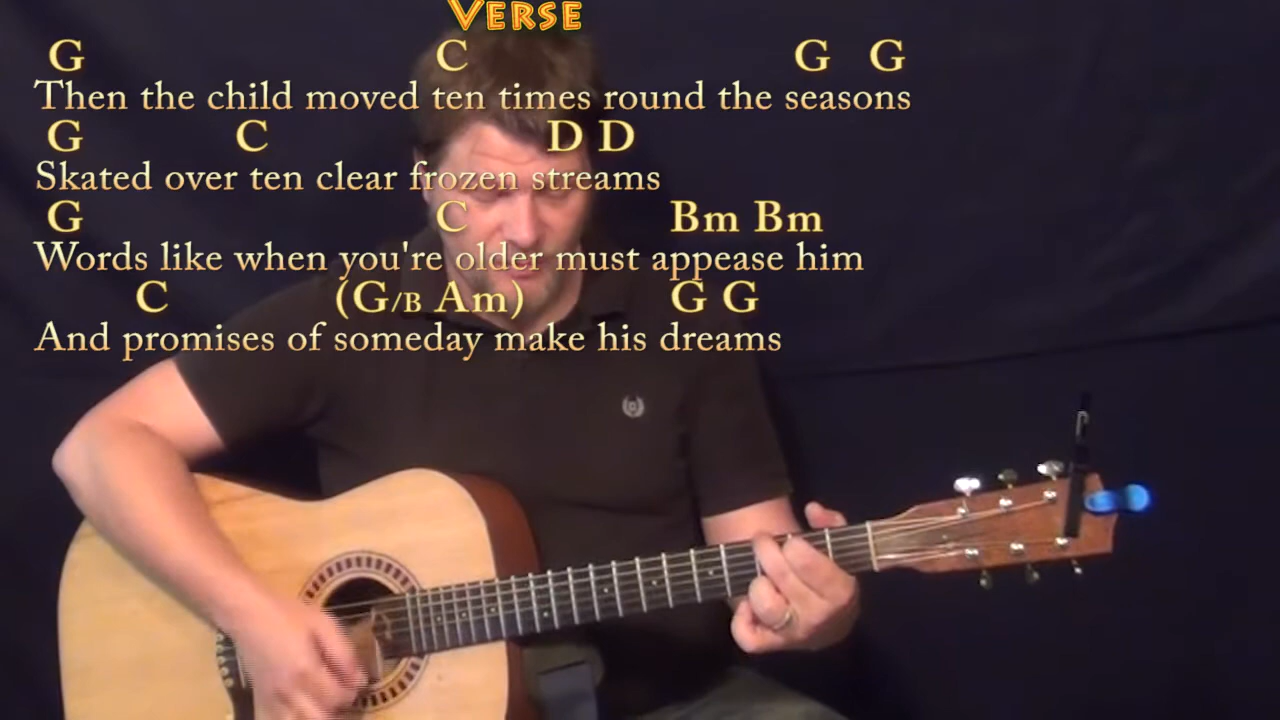 VERSE
G C G G
Then the child moved ten times round the seasons
G C D D
Skated over ten clear frozen streams
G C Bm Bm
Words like when you're older must appease him
C (G/B Am) G G
And promises of someday make his dreams